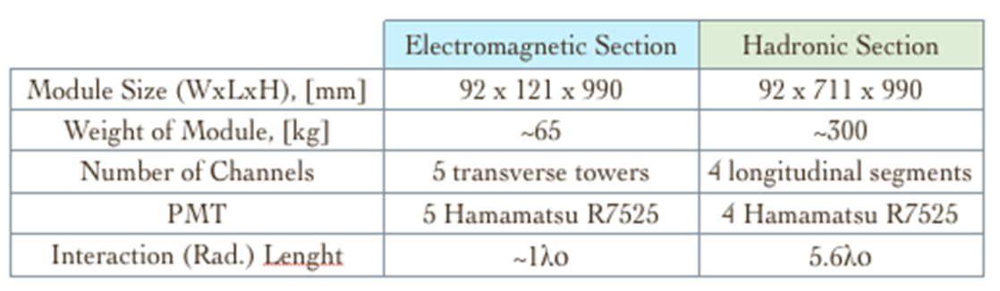 Electromagnetic Section Hadronic Section
Module Size (WxLxH), [mm] 92 x 121 x 990 92 x 711 x 990
Weight of Module, [kg] ~65 ~300
Number of Channels 5 transverse towers 4 longitudinal segments
PMT 5 Hamamatsu R7525 4 Hamamatsu R7525
Interaction (Rad.) Lenght ~1λo 5.6λo